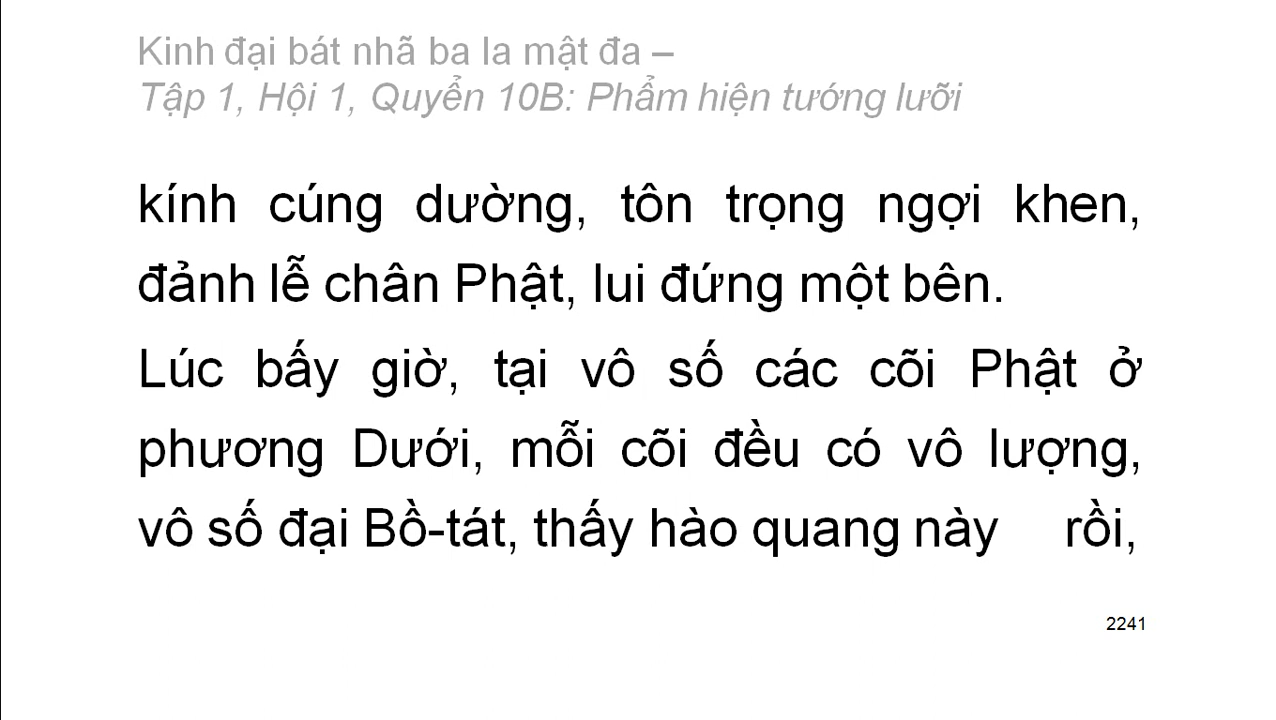 Kinh đại bát nhã ba la mật đa –
Tập 1, Hội 1, Quyển 10B: Phẩm hiện tướng lưỡi
kính cúng dường, tôn trọng ngợi khen,
đảnh lễ chân Phật, lui đứng một bên.
Lúc bấy giờ, tại vô số các cõi Phật ở
phương Dưới, mỗi cõi đều có vô lượng,
vô số đại Bồ-tát, thấy hào quang này rồi,
2241